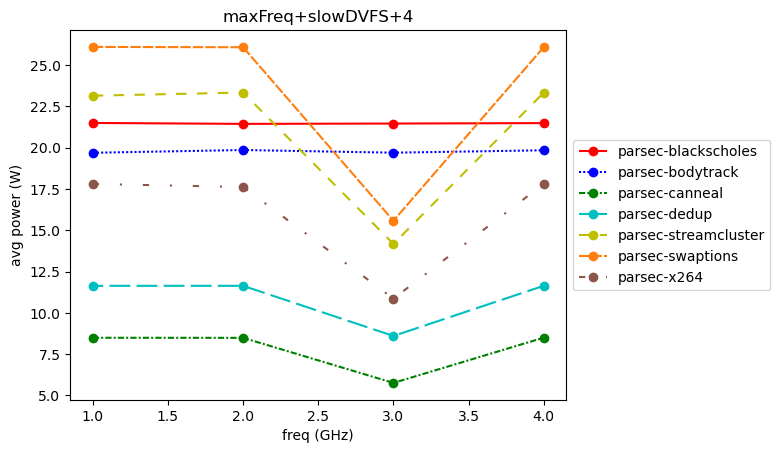 maxFreq+slowDVFS+4
avg power (W)
25.0
22.5
20.0
17.5
15.0
12.5
10.0
7.5
5.0
1.0 1.5 2.0 2.5 3.0 3.5 4.0
freq (GHz)
parsec-blackscholes
parsec-bodytrack
parsec-canneal
parsec-dedup
parsec-streamcluster
parsec-swaptions
parsec-x264